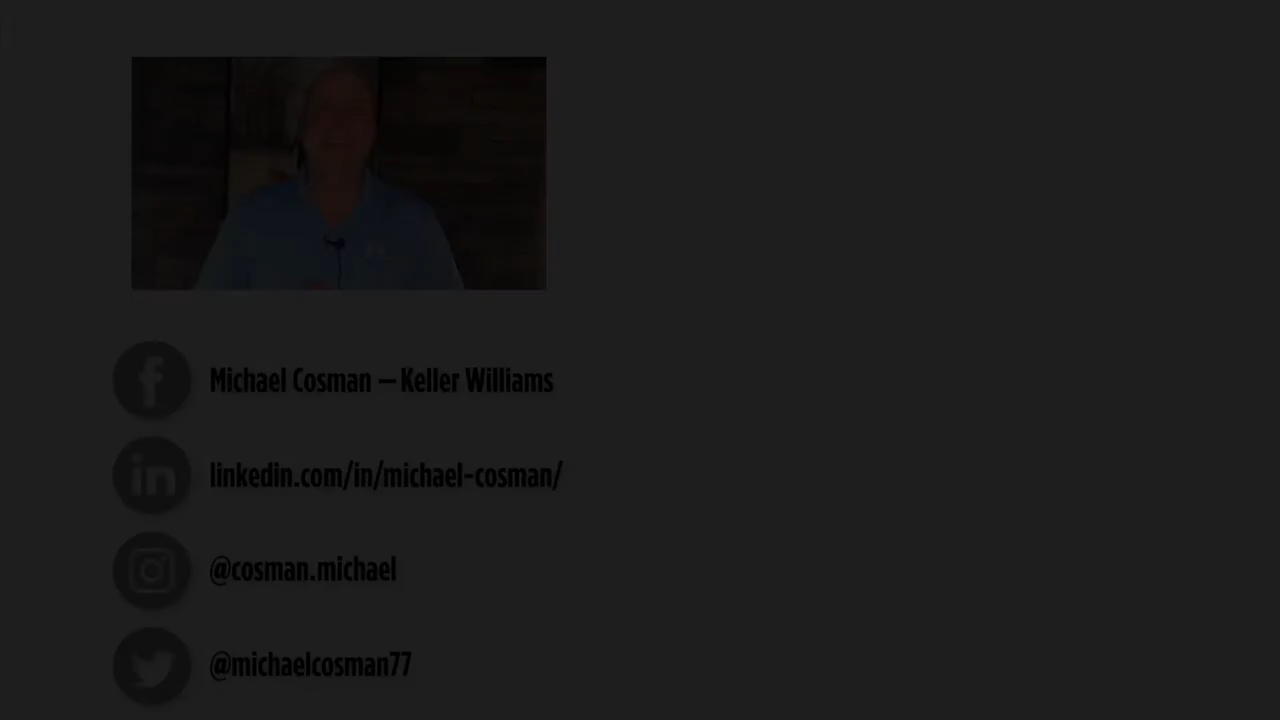 Michael Cosman – Keller Williams
linkedin.com/in/michael-cosman/
@cosman.michael
@michaelcosman77